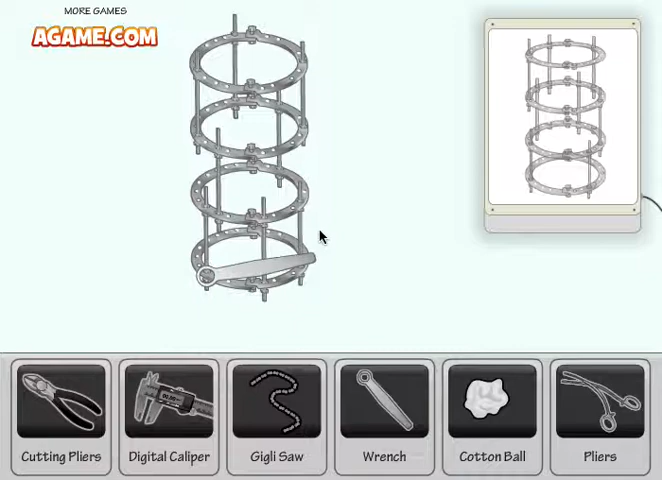 MORE GAMES
AGAME.COM
Cutting Pliers
Digital Caliper
Gigli Saw
Wrench
Cotton Ball
Pliers